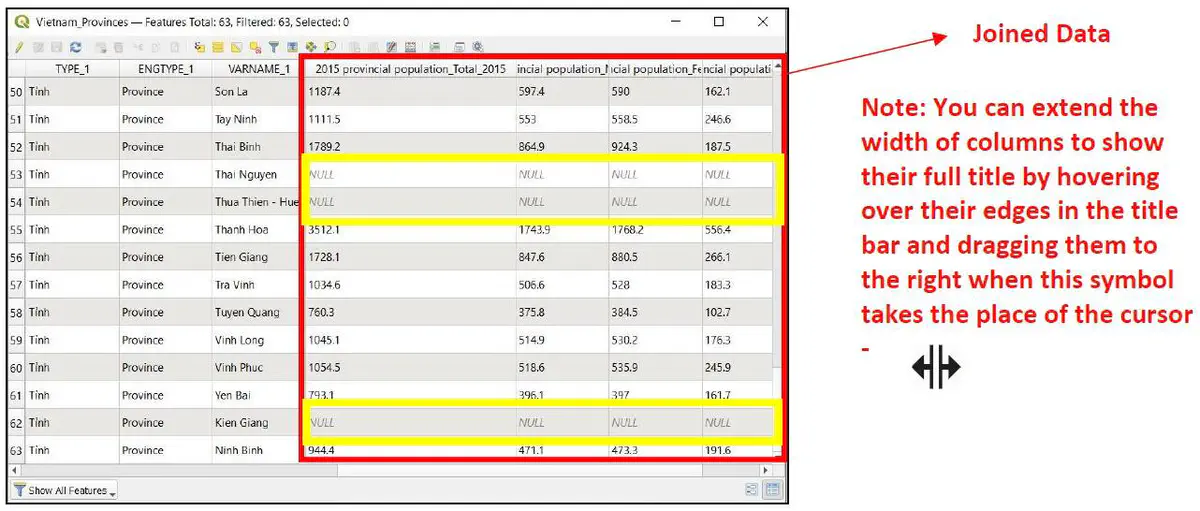 Vietnam_Provinces — Features Total: 63, Filtered: 63, Selected: 0
TYPE_1 ENGTYPE_1 VARNAME_1 2015 provincial population_Total_2015 incial population_M ncial population_Fe ncial populati
50 Tỉnh Province Son La 1187.4 597.4 590 162.1
51 Tỉnh Province Tay Ninh 1111.5 553 558.5 246.6
52 Tỉnh Province Thai Binh 1789.2 864.9 924.3 187.5
53 Tỉnh Province Thai Nguyen NULL NULL NULL NULL
54 Tỉnh Province Thua Thien - Hue NULL NULL NULL NULL
55 Tỉnh Province Thanh Hoa 3512.1 1743.9 1768.2 556.4
56 Tỉnh Province Tien Giang 1728.1 847.6 880.5 266.1
57 Tỉnh Province Tra Vinh 1034.6 506.6 528 183.3
58 Tỉnh Province Tuyen Quang 760.3 375.8 384.5 102.7
59 Tỉnh Province Vinh Long 1045.1 514.9 530.2 176.3
60 Tỉnh Province Vinh Phuc 1054.5 518.6 535.9 245.9
61 Tỉnh Province Yen Bai 793.1 396.1 397 161.7
62 Tỉnh Province Kien Giang NULL NULL NULL NULL
63 Tỉnh Province Ninh Binh 944.4 471.1 473.3 191.6
Show All Features
Joined Data
Note: You can extend the
width of columns to show
their full title by hovering
over their edges in the title
bar and dragging them to
the right when this symbol
takes the place of the cursor
-